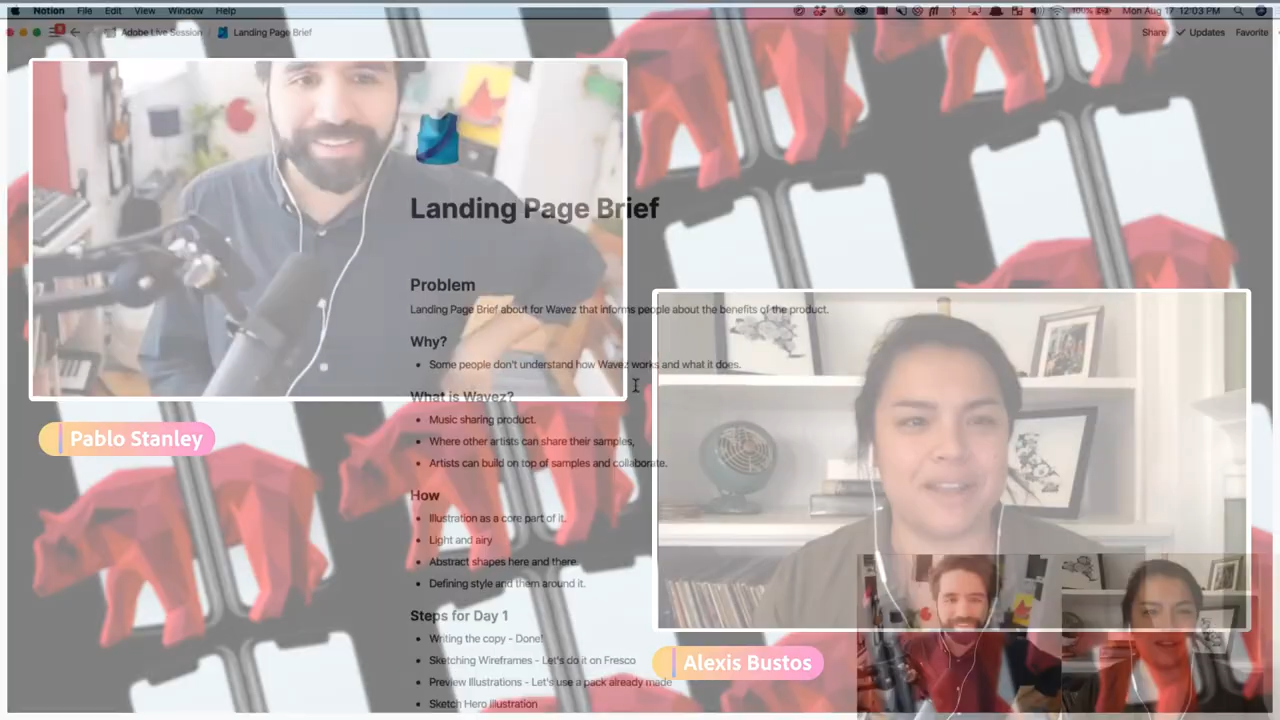 Notion File Edit View Window Help
100% Mon Aug 17 12:03 PM
Adobe Live Session / Landing Page Brief
Share Updates Favorite
Landing Page Brief
Problem
Landing Page Brief about for Wavez that informs people about the benefits of the product.
Why?
Some people don't understand how Wavez works and what it does.
What is Wavez?
Music sharing product.
Where other artists can share their samples,
Artists can build on top of samples and collaborate.
How
Illustration as a core part of it.
Light and airy
Abstract shapes here and there.
Defining style and them around it.
Steps for Day 1
Writing the copy - Done!
Sketching Wireframes - Let's do it on Fresco
Preview Illustrations - Let's use a pack already made
Sketch Hero Illustration
Pablo Stanley
Alexis Bustos